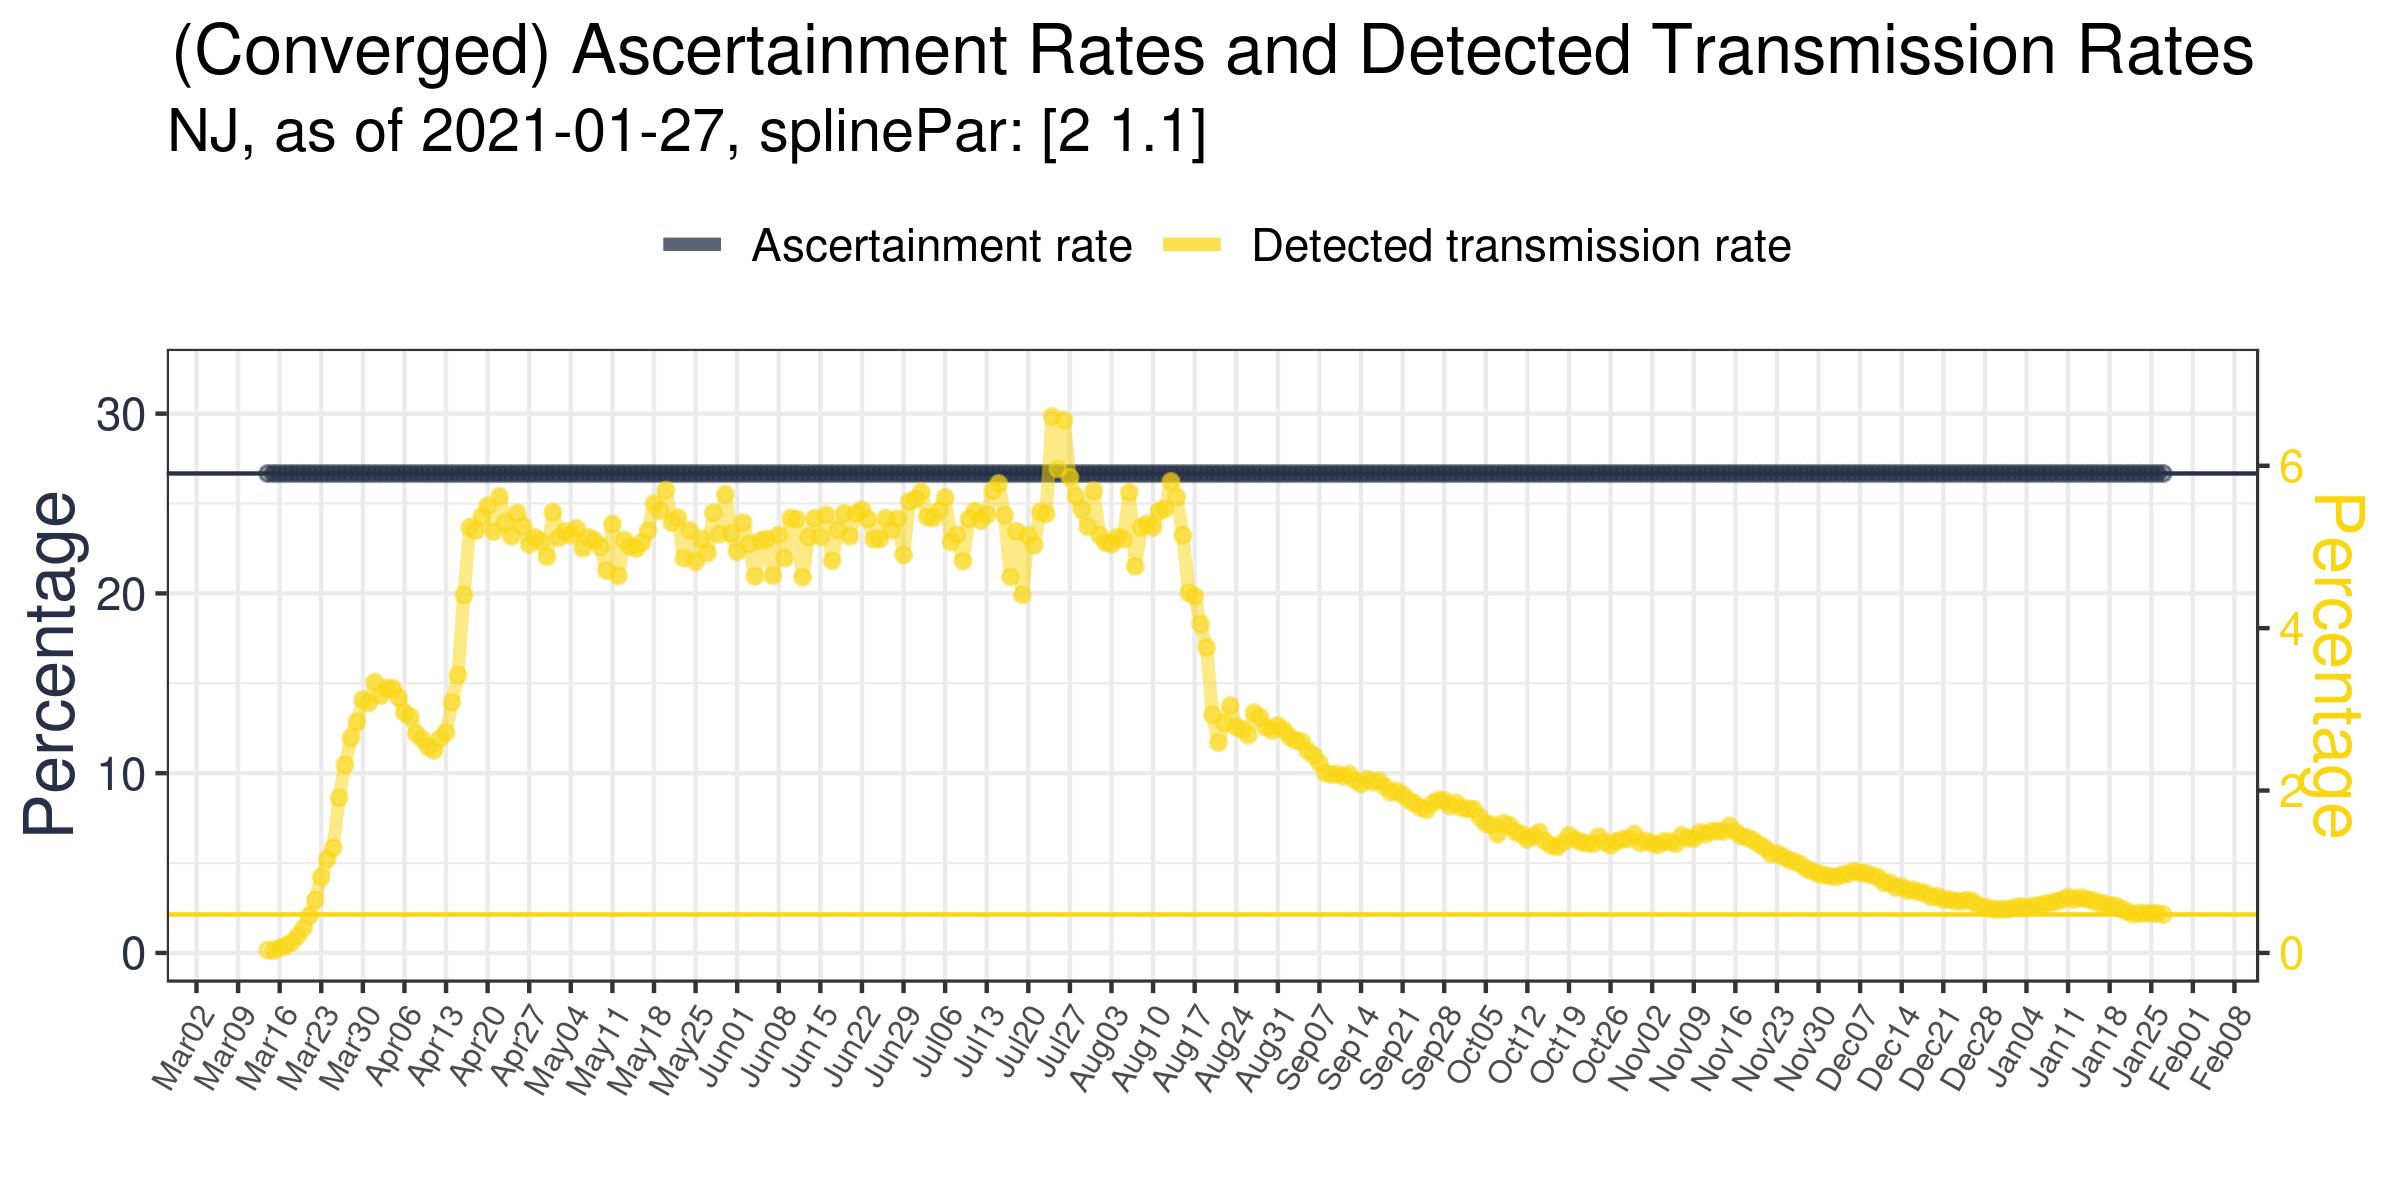 (Converged) Ascertainment Rates and Detected Transmission Rates
NJ, as of 2021-01-27, splinePar: [2 1.1]
Ascertainment rate Detected transmission rate
Percentage
30
20
10
0
6
4
2
0
Percentage
Mar02 Mar09 Mar16 Mar23 Mar30 Apr06 Apr13 Apr20 Apr27 May04 May11 May18 May25 Jun01 Jun08 Jun15 Jun22 Jun29 Jul06 Jul13 Jul20 Jul27 Aug03 Aug10 Aug17 Aug24 Aug31 Sep07 Sep14 Sep21 Sep28 Oct05 Oct12 Oct19 Oct26 Nov02 Nov09 Nov16 Nov23 Nov30 Dec07 Dec14 Dec21 Dec28 Jan04 Jan11 Jan18 Jan25 Feb01 Feb08